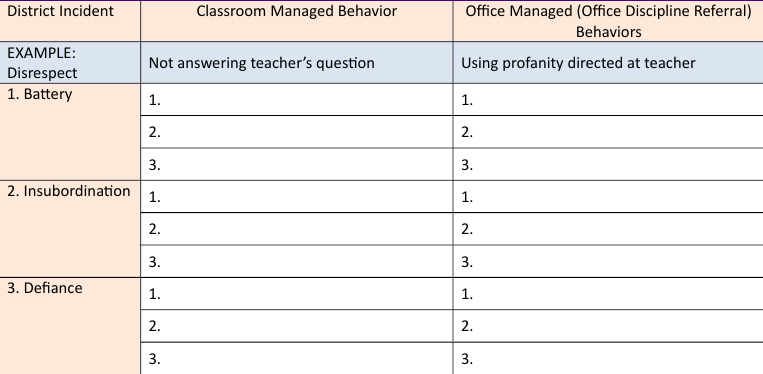 District Incident
Classroom Managed Behavior
Office Managed (Office Discipline Referral)
Behaviors
EXAMPLE:
Disrespect
Not answering teacher’s question
Using profanity directed at teacher
1. Battery
1.
1.
2.
2.
3.
3.
2. Insubordination
1.
1.
2.
2.
3.
3.
3. Defiance
1.
1.
2.
2.
3.
3.